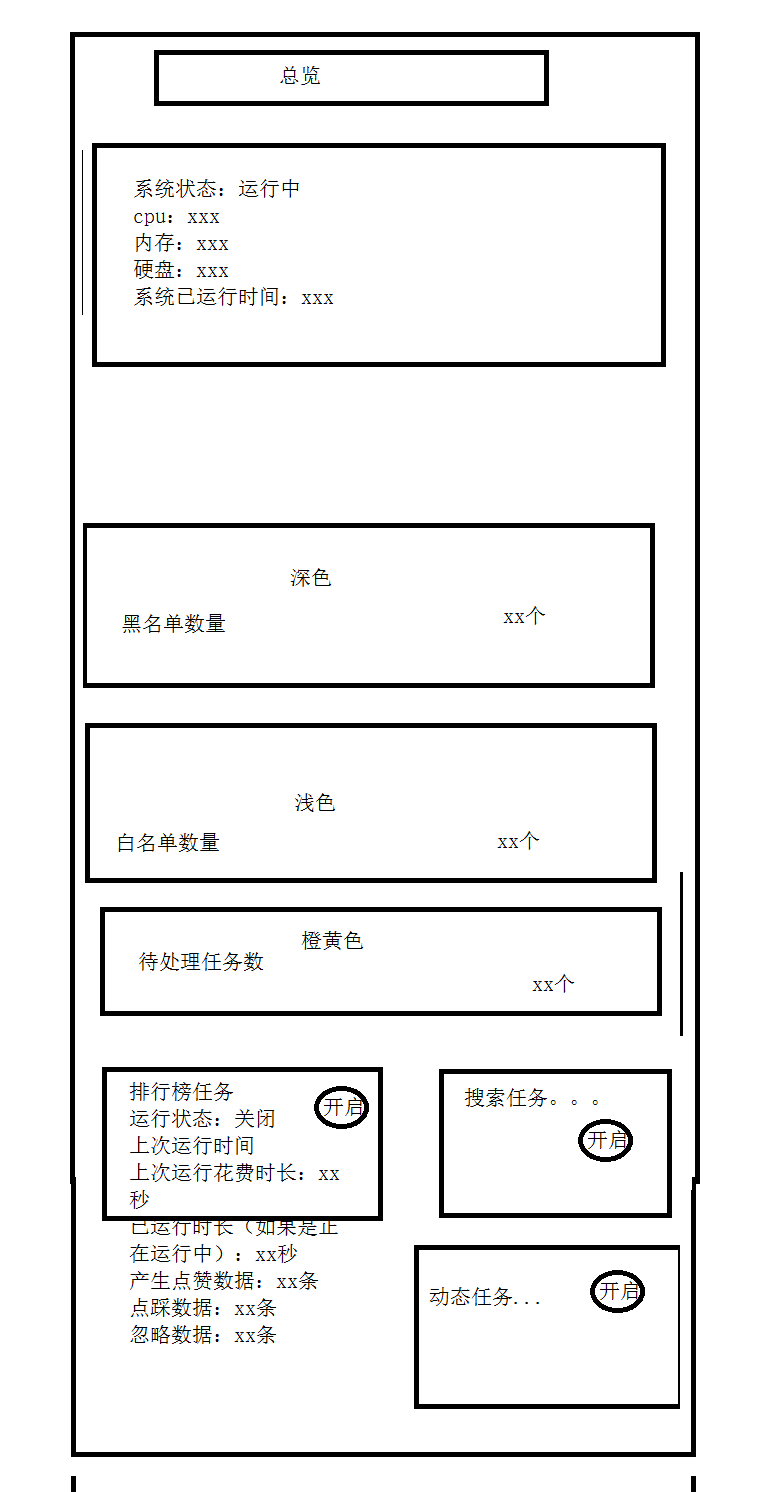 总览
系统状态：运行中
cpu：xxx
内存：xxx
硬盘：xxx
系统已运行时间：xxx
深色
黑名单数量
xx个
浅色
白名单数量
xx个
橙黄色
待处理任务数
xx个
排行榜任务
开启
运行状态：关闭
上次运行时间
上次运行花费时长：xx
秒
已运行时长（如果是正
在运行中）：xx秒
产生点赞数据：xx条
点踩数据：xx条
忽略数据：xx条
搜索任务。。。
开启
动态任务...
开启